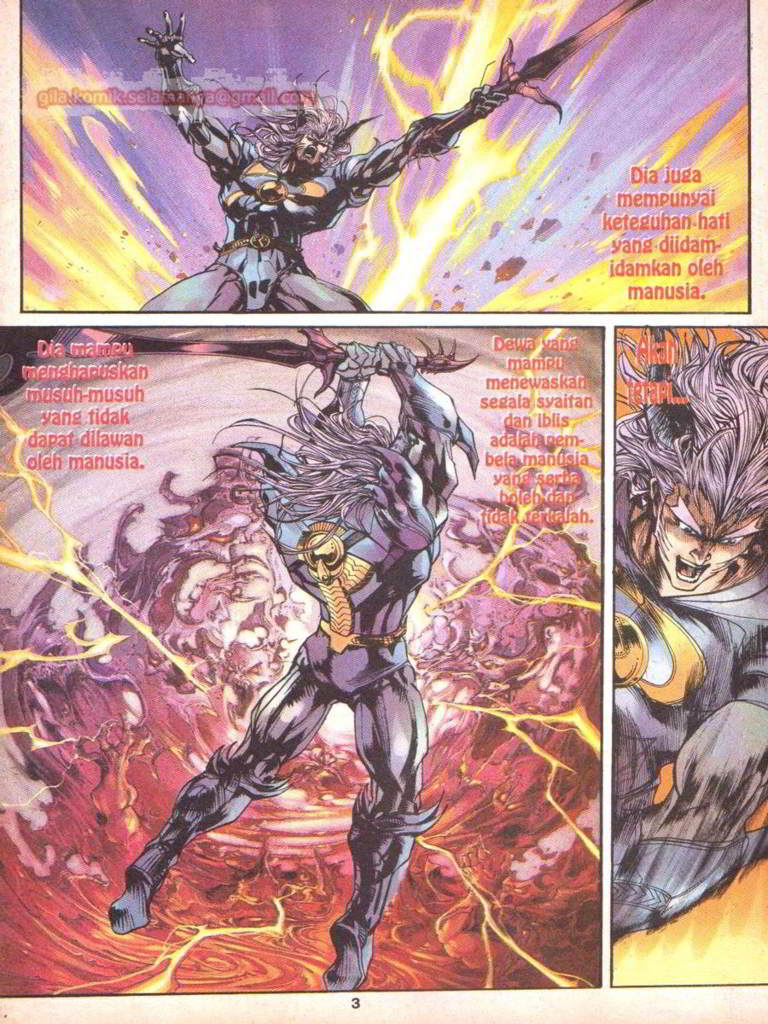 gila.komik.selamanya@gmail.com
Dia juga
mempunyai
keteguhan hati
yang diidam-
idamkan oleh
manusia.
Dia mampu
menghapuskan
musuh-musuh
yang tidak
dapat dilawan
oleh manusia.
Dewa yang
mampu
menewaskan
segala syaitan
dan iblis
adalah pem-
bela manusia
yang serba
boleh dan
tidak terkalah.
Akan
tetapi...
3